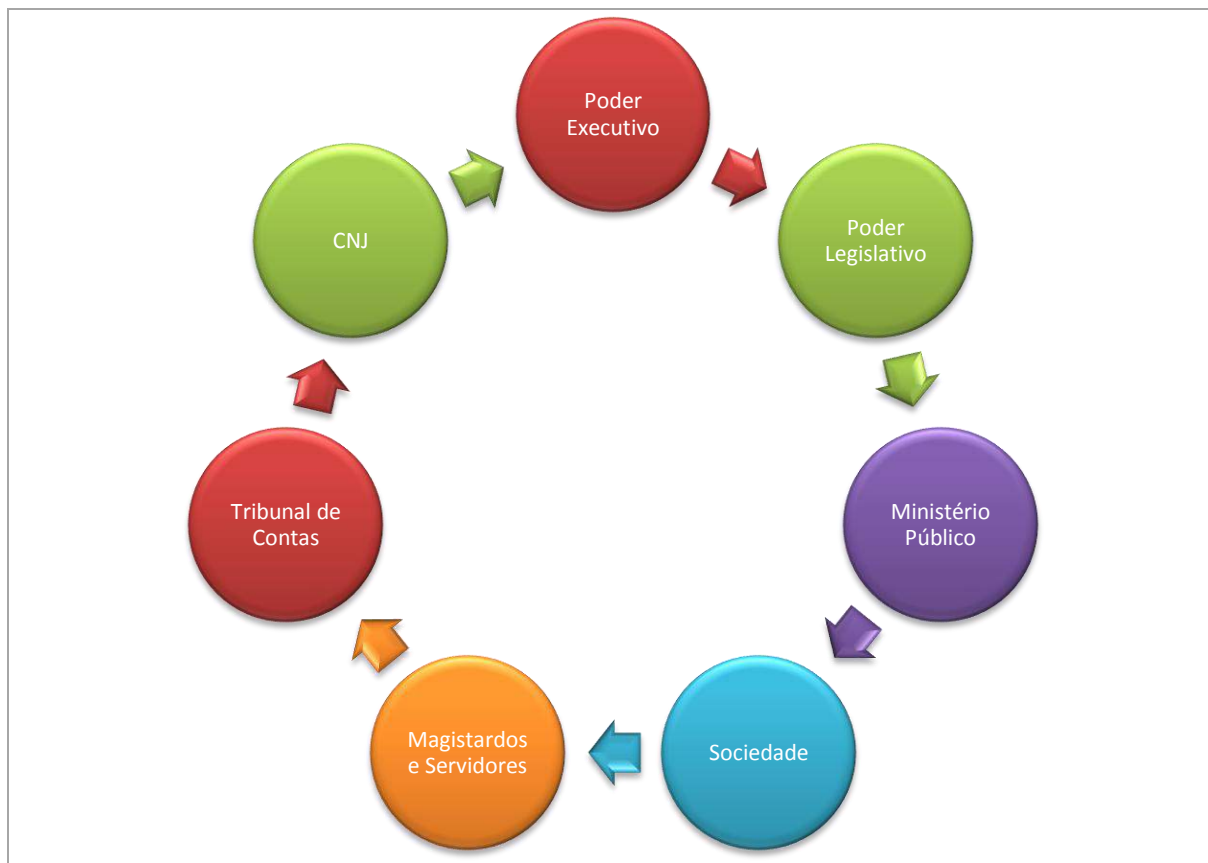 Poder
Executivo
Poder
Legislativo
Ministério
Público
Sociedade
Magistardos
e Servidores
Tribunal de
Contas
CNJ